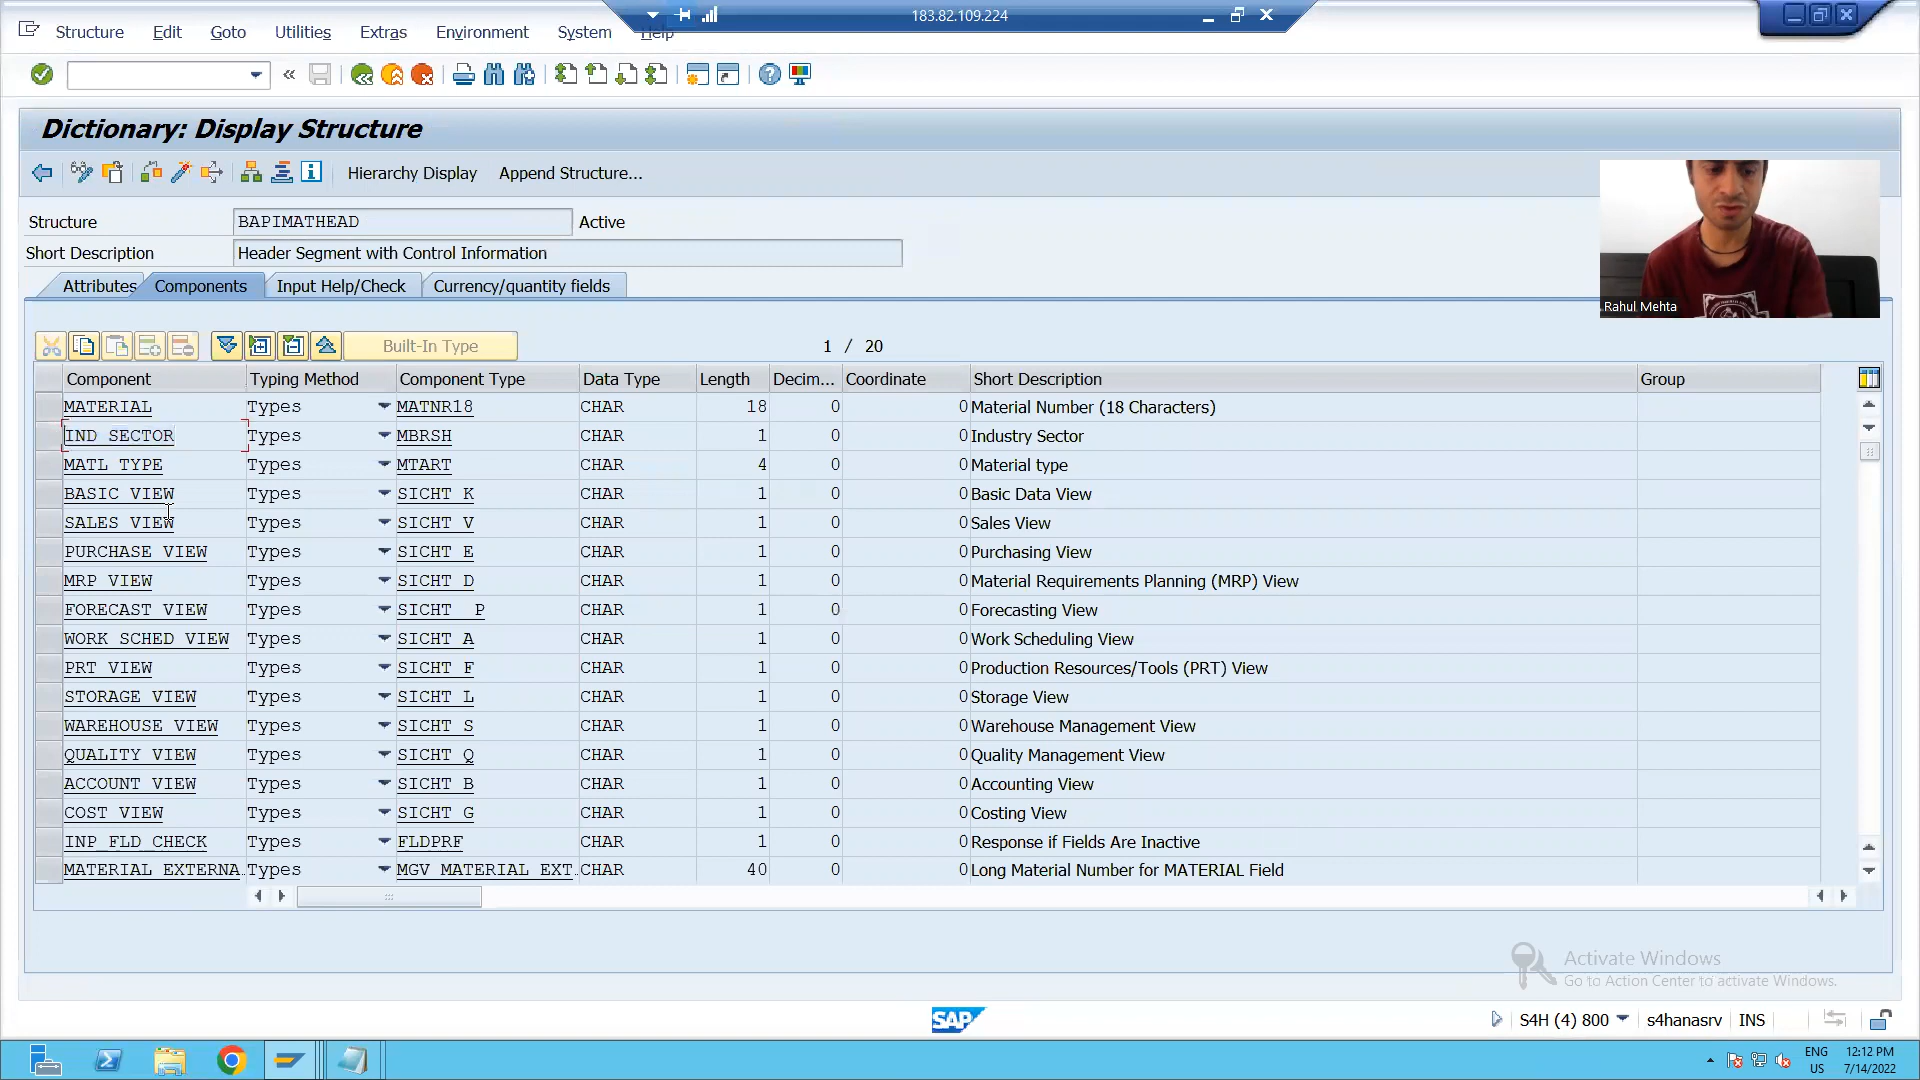 183.82.109.224
Structure Edit Goto Utilities Extras Environment System Help
Dictionary: Display Structure
Hierarchy Display Append Structure...
Structure BAPIMATHEAD Active
Short Description Header Segment with Control Information
Attributes Components Input Help/Check Currency/quantity fields
Rahul Mehta
Built-In Type 1 / 20
Component Typing Method Component Type Data Type Length Decim... Coordinate Short Description Group
MATERIAL Types MATNR18 CHAR 18 0 0 Material Number (18 Characters)
IND_SECTOR Types MBRSH CHAR 1 0 0 Industry Sector
MATL_TYPE Types MTART CHAR 4 0 0 Material type
BASIC_VIEW Types SICHT_K CHAR 1 0 0 Basic Data View
SALES_VIEW Types SICHT_V CHAR 1 0 0 Sales View
PURCHASE_VIEW Types SICHT_E CHAR 1 0 0 Purchasing View
MRP_VIEW Types SICHT_D CHAR 1 0 0 Material Requirements Planning (MRP) View
FORECAST_VIEW Types SICHT__P CHAR 1 0 0 Forecasting View
WORK_SCHED_VIEW Types SICHT_A CHAR 1 0 0 Work Scheduling View
PRT_VIEW Types SICHT_F CHAR 1 0 0 Production Resources/Tools (PRT) View
STORAGE_VIEW Types SICHT_L CHAR 1 0 0 Storage View
WAREHOUSE_VIEW Types SICHT_S CHAR 1 0 0 Warehouse Management View
QUALITY_VIEW Types SICHT_Q CHAR 1 0 0 Quality Management View
ACCOUNT_VIEW Types SICHT_B CHAR 1 0 0 Accounting View
COST_VIEW Types SICHT_G CHAR 1 0 0 Costing View
INP_FLD_CHECK Types FLDPRF CHAR 1 0 0 Response if Fields Are Inactive
MATERIAL_EXTERNA.. Types MGV_MATERIAL_EXT.. CHAR 40 0 0 Long Material Number for MATERIAL Field
Activate Windows
Go to Action Center to activate Windows.
SAP S4H (4) 800 s4hanasrv INS
ENG 12:12 PM
US 7/14/2022